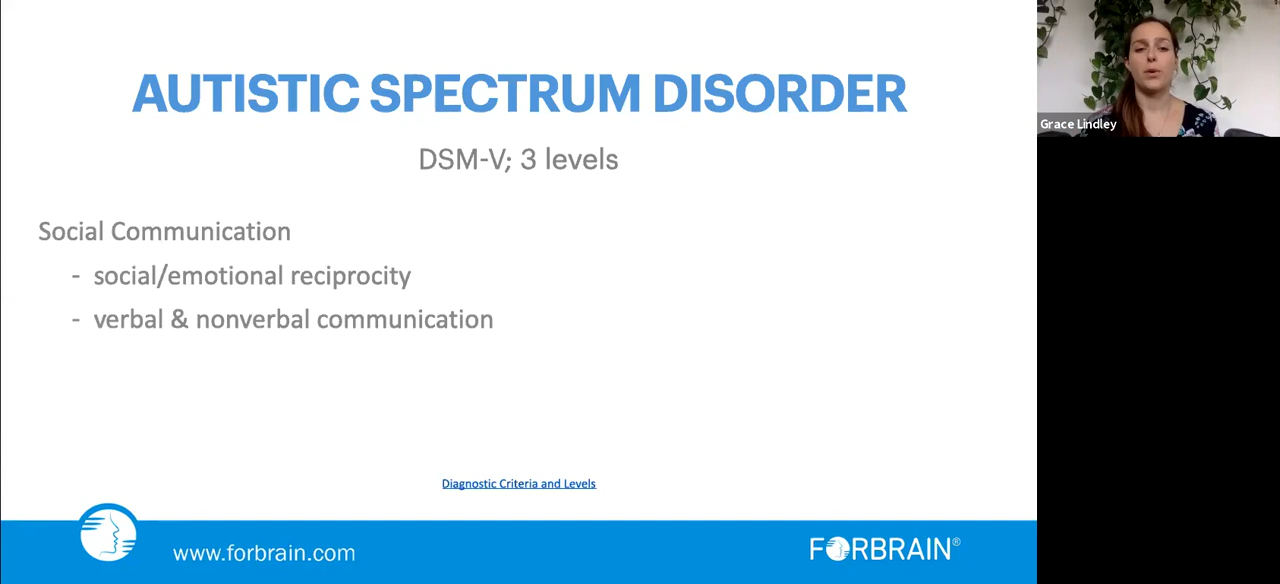 AUTISTIC SPECTRUM DISORDER
DSM-V; 3 levels
Social Communication
- social/emotional reciprocity
- verbal & nonverbal communication
Diagnostic Criteria and Levels
www.forbrain.com
FORBRAIN®
Grace Lindley